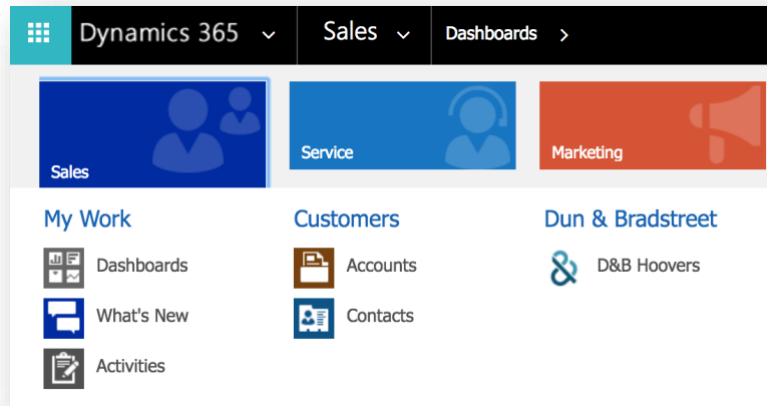 Dynamics 365 Sales Dashboards
Sales Service Marketing
My Work Customers Dun & Bradstreet
Dashboards Accounts D&B Hoovers
What's New Contacts
Activities